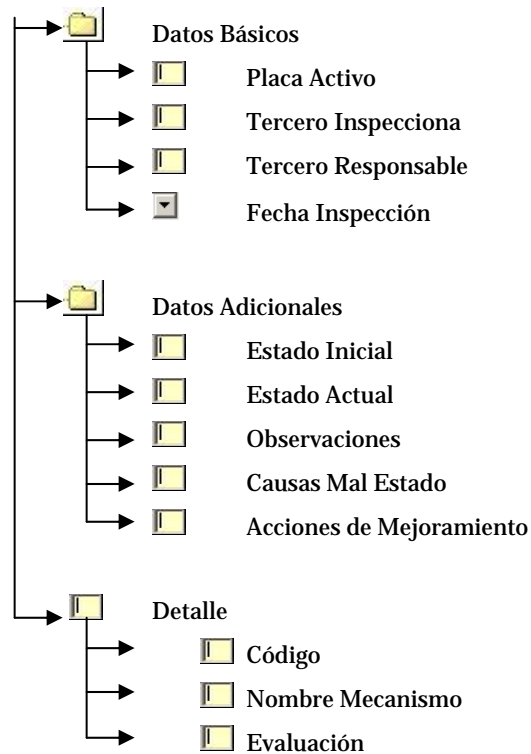 Datos Básicos
Placa Activo
Tercero Inspecciona
Tercero Responsable
Fecha Inspección
Datos Adicionales
Estado Inicial
Estado Actual
Observaciones
Causas Mal Estado
Acciones de Mejoramiento
Detalle
Código
Nombre Mecanismo
Evaluación